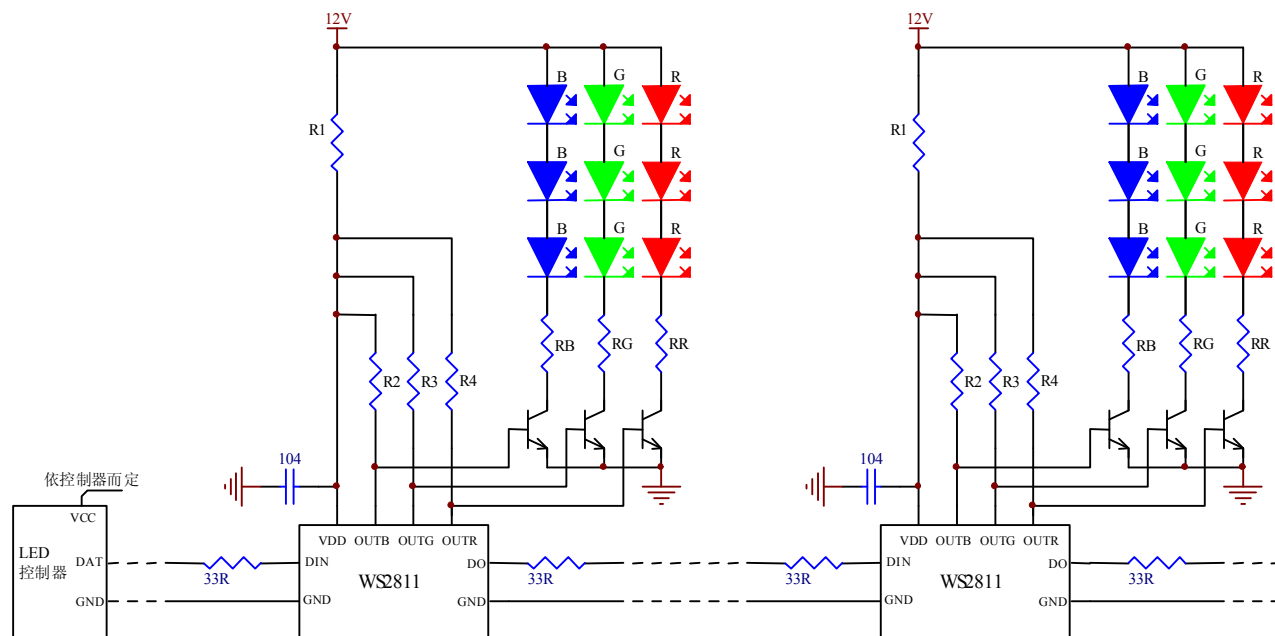 12V
12V
B
G
R
B
G
R
R1
R1
B
G
R
B
G
R
B
G
R
B
G
R
RB
RG
RR
RB
RG
RR
R2
R3
R4
R2
R3
R4
104
104
依控制器而定
VCC
LED
控制器
DAT
GND
33R
VDD
OUTB
OUTG
OUTR
DIN
DO
WS2811
GND
GND
33R
33R
VDD
OUTB
OUTG
OUTR
DIN
DO
WS2811
GND
GND
33R